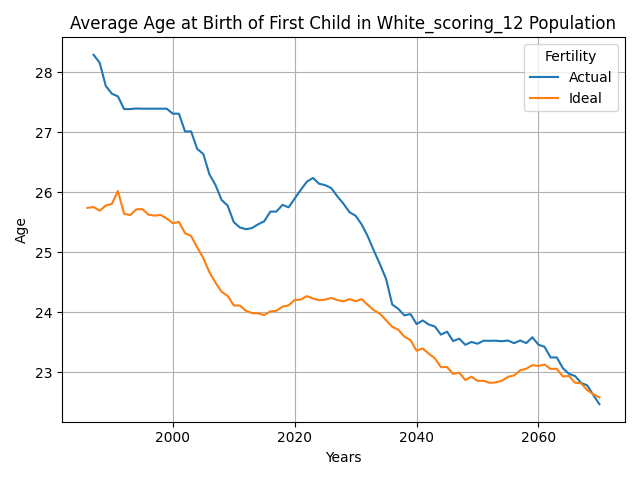 Average Age at Birth of First Child in White_scoring_12 Population
Fertility
Actual
Ideal
28
27
26
25
24
23
Age
2000
2020
2040
2060
Years